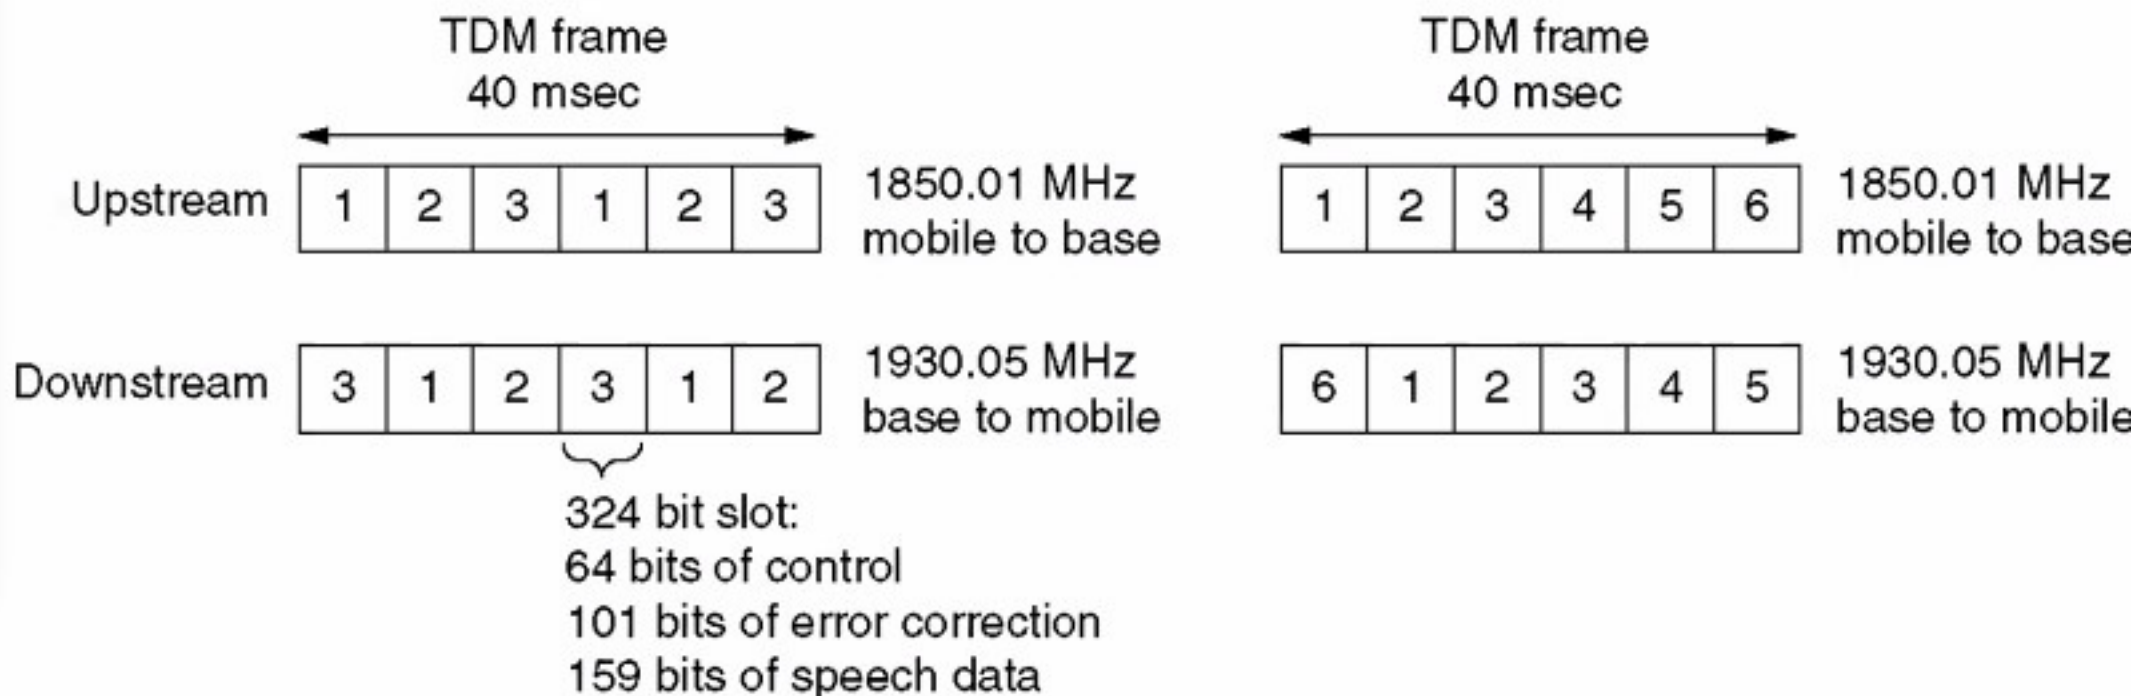 TDM frame
40 msec
Upstream
1 2 3 1 2 3
1850.01 MHz
mobile to base
Downstream
3 1 2 3 1 2
1930.05 MHz
base to mobile
324 bit slot:
64 bits of control
101 bits of error correction
159 bits of speech data
TDM frame
40 msec
1 2 3 4 5 6
1850.01 MHz
mobile to base
6 1 2 3 4 5
1930.05 MHz
base to mobile